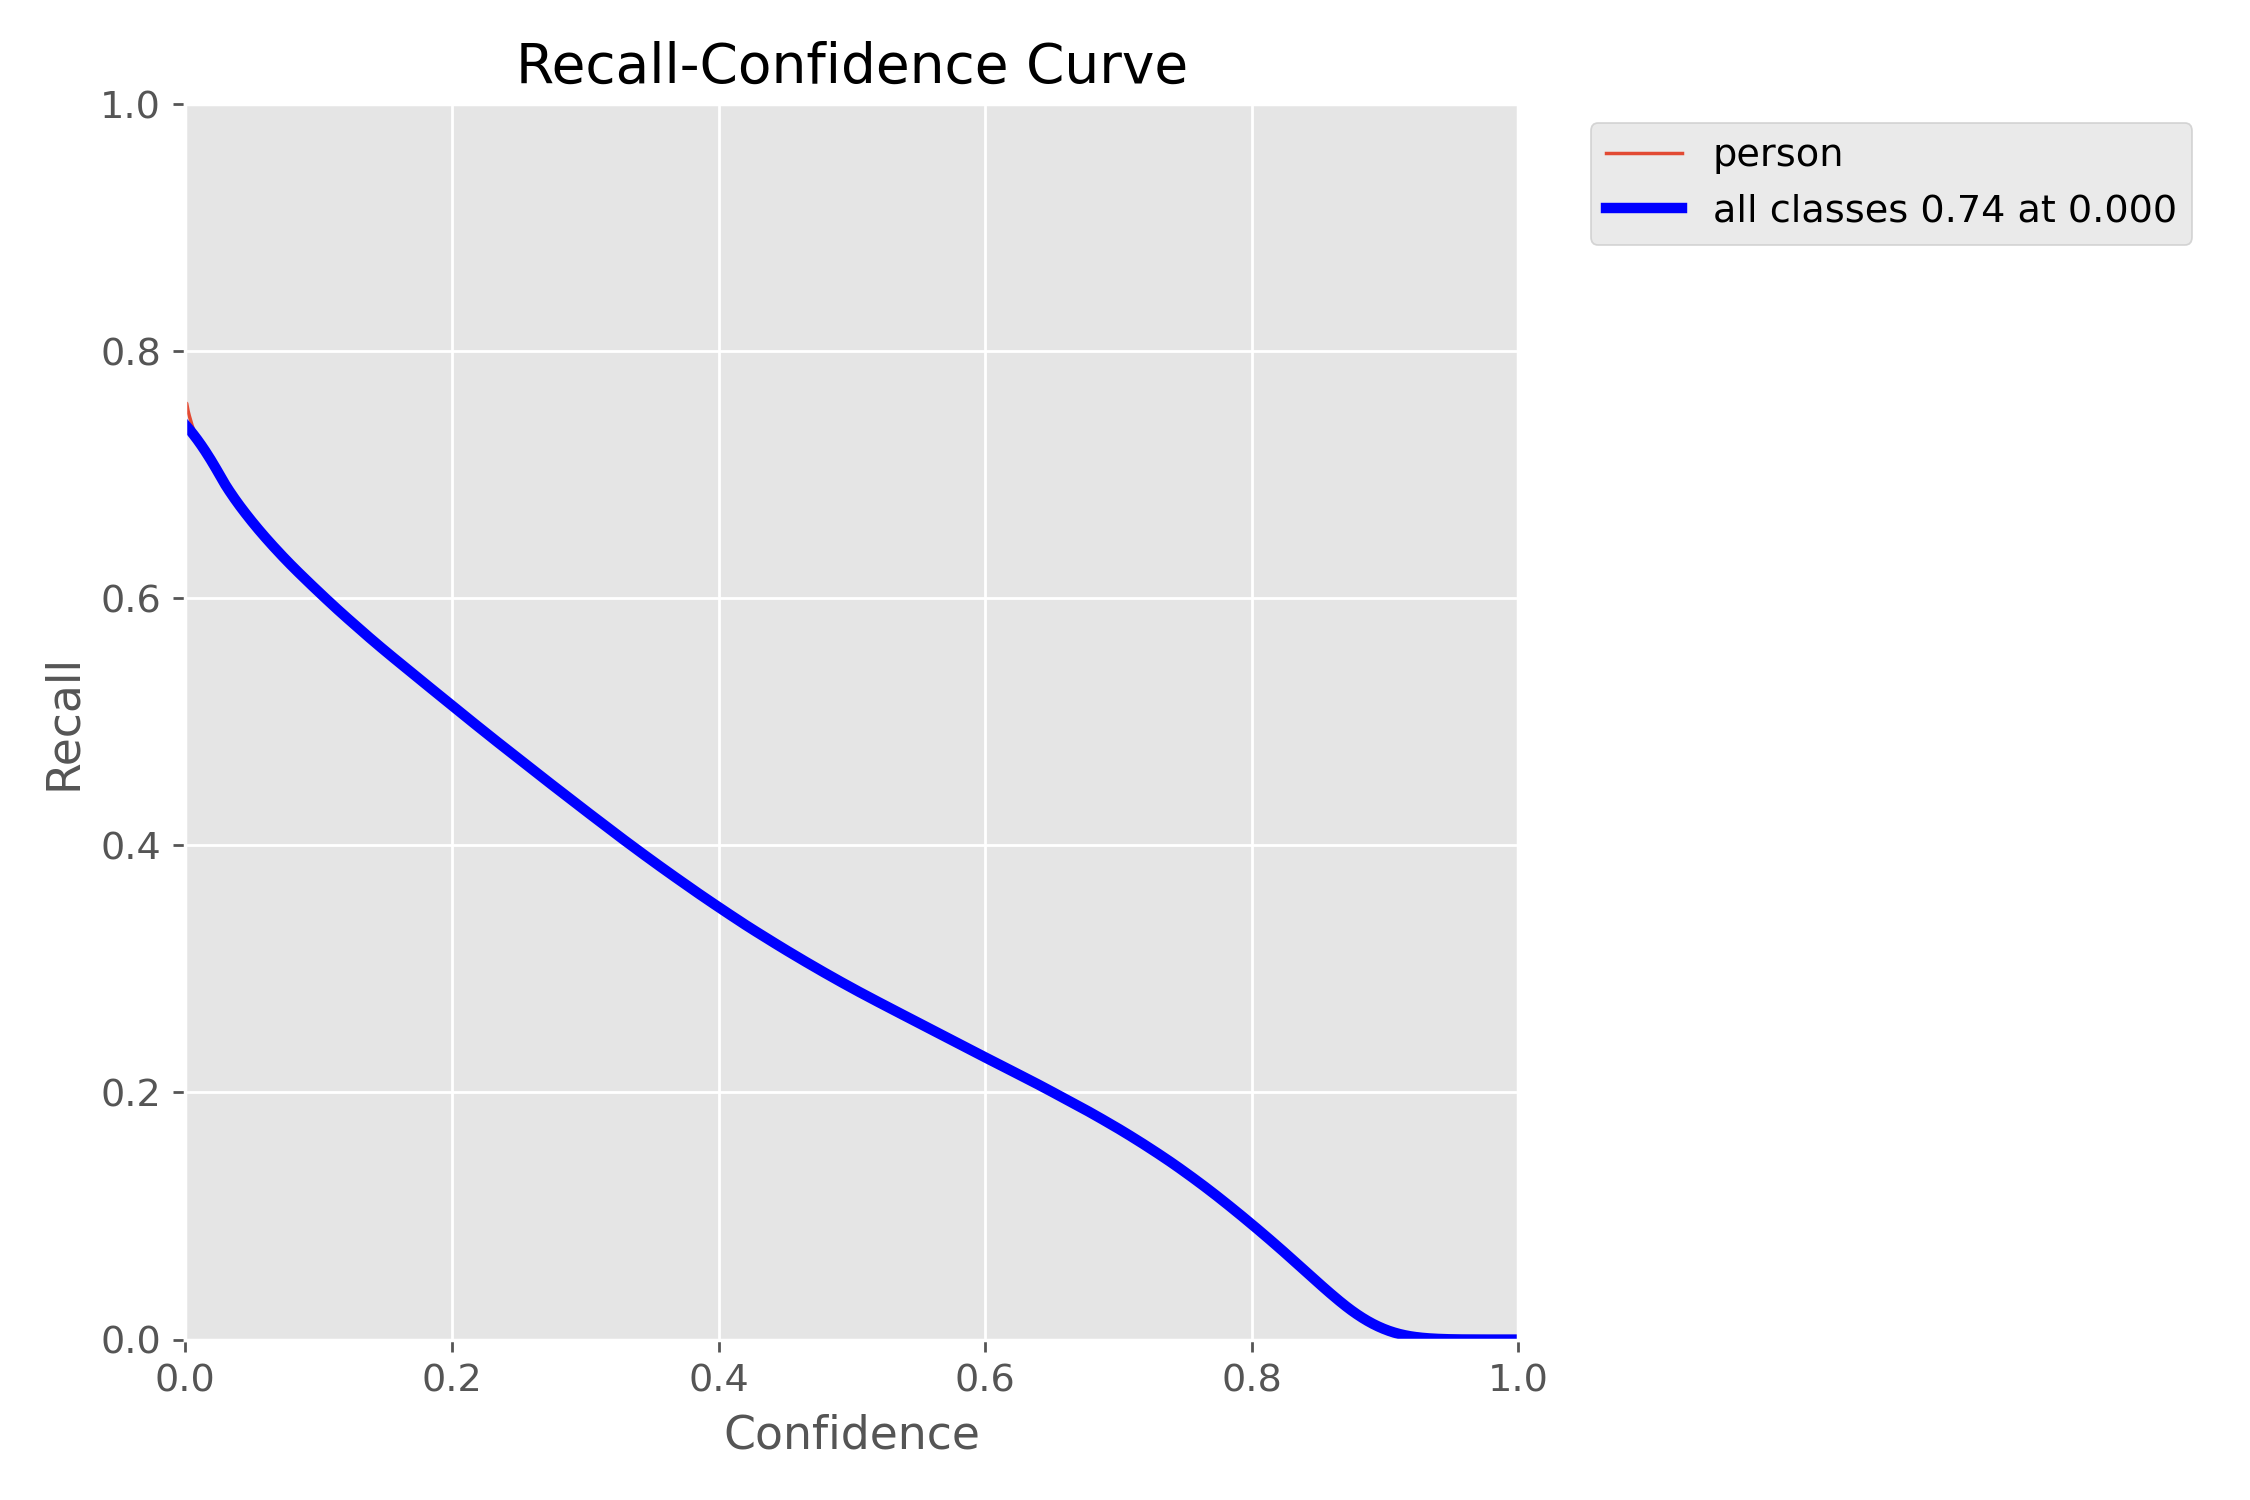 Recall-Confidence Curve
1.0
0.8
0.6
0.4
0.2
0.0
Recall
0.0 0.2 0.4 0.6 0.8 1.0
Confidence
person
all classes 0.74 at 0.000